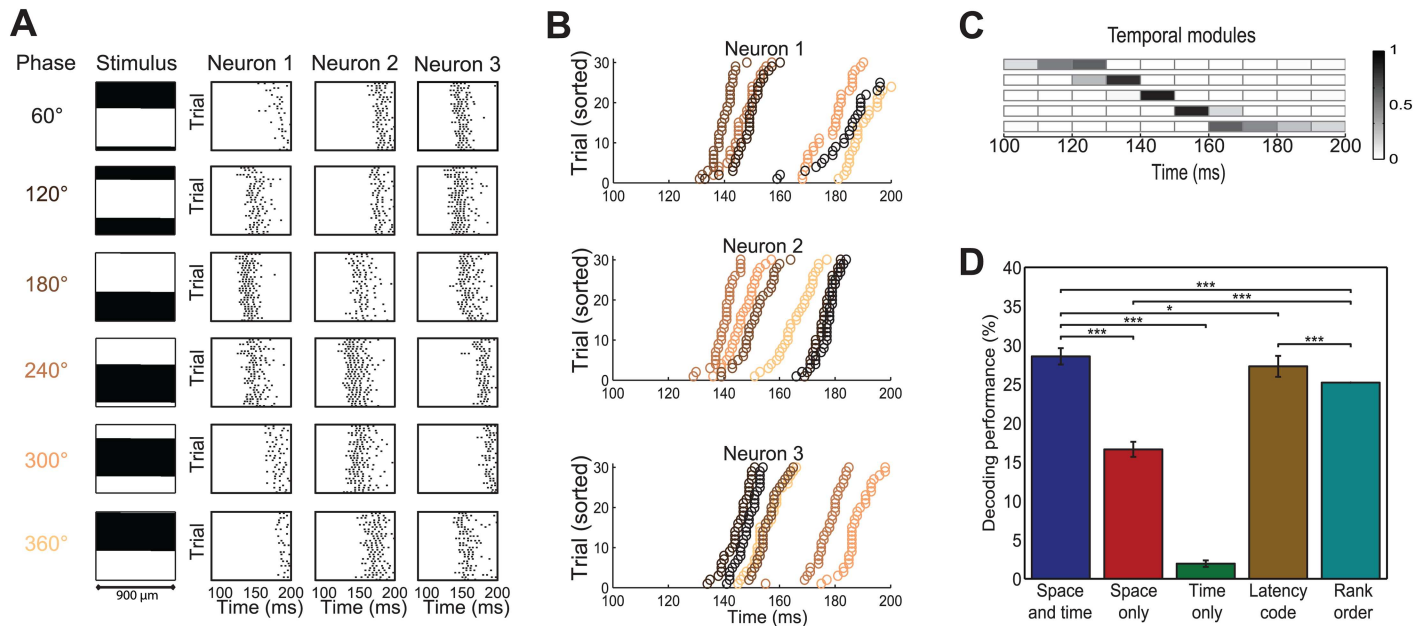 A
Phase Stimulus Neuron 1 Neuron 2 Neuron 3
60° Trial
120° Trial
180° Trial
240° Trial
300° Trial
360° Trial
900 µm
100 150 200 100 150 200 100 150 200
Time (ms) Time (ms) Time (ms)
B
Neuron 1
Trial (sorted)
30
20
10
0
100 120 140 160 180 200
Neuron 2
Trial (sorted)
30
20
10
0
100 120 140 160 180 200
Neuron 3
Trial (sorted)
30
20
10
0
100 120 140 160 180 200
Time (ms)
C
Temporal modules
1
0.5
0
100 120 140 160 180 200
Time (ms)
D
Decoding performance (%)
40
35
30
25
20
15
10
5
0
***
***
*
***
*** ***
Space and time
Space only
Time only
Latency code
Rank order